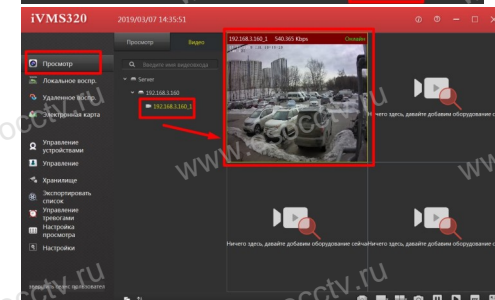 iVMS320
2019/03/07 14:35:51
Просмотр
Видео
Введите имя видеовхода
Server
192.168.3.160
192.168.3.160_1
192.168.3.160_1 540.365 Kbps Онлайн
Просмотр
Локальное воспр.
Удаленное воспр.
Электронная карта
Управление
устройствами
Управление
Хранилище
Экспортировать
список
Управление
тревогами
Настройка
просмотра
Настройки
Ничего здесь, давайте добавим оборудование с
Ничего здесь, давайте добавим оборудование сейча
Ничего здесь, давайте добавим оборудование с